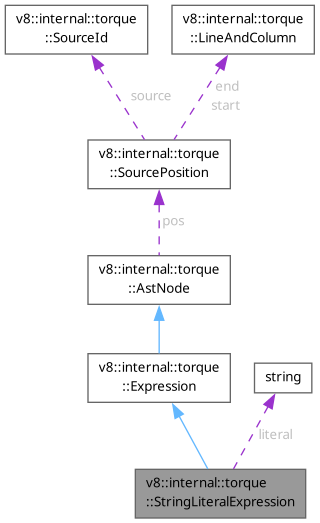 v8::internal::torque
::SourceId
v8::internal::torque
::LineAndColumn
source
end
start
v8::internal::torque
::SourcePosition
pos
v8::internal::torque
::AstNode
v8::internal::torque
::Expression
string
literal
v8::internal::torque
::StringLiteralExpression